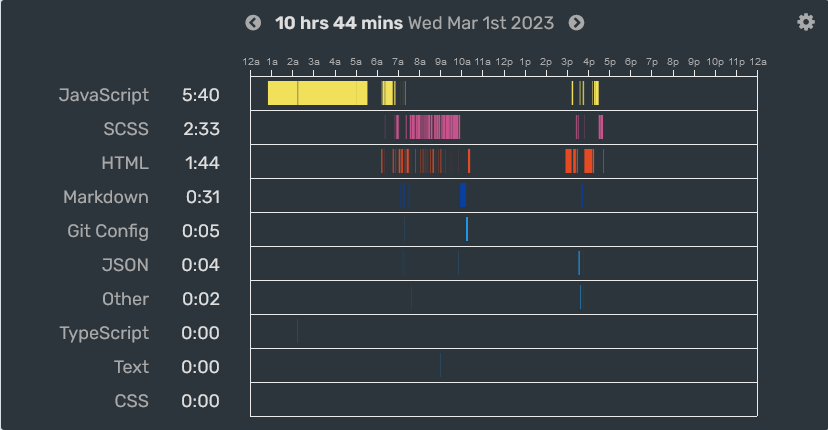 10 hrs 44 mins Wed Mar 1st 2023
12a 1a 2a 3a 4a 5a 6a 7a 8a 9a 10a 11a 12p 1p 2p 3p 4p 5p 6p 7p 8p 9p 10p 11p 12a
JavaScript 5:40
SCSS 2:33
HTML 1:44
Markdown 0:31
Git Config 0:05
JSON 0:04
Other 0:02
TypeScript 0:00
Text 0:00
CSS 0:00